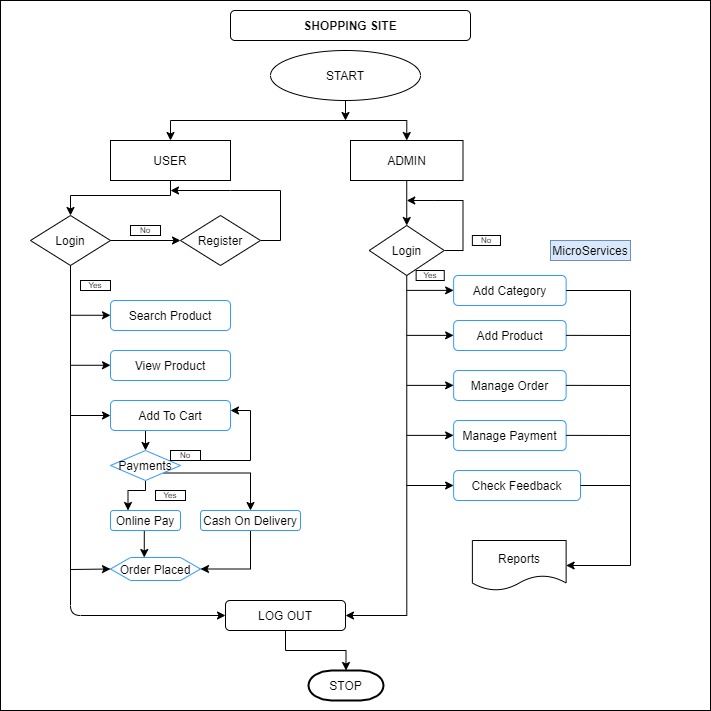 SHOPPING SITE
START
USER
ADMIN
Login
No
Register
Login
No
MicroServices
Yes
Yes
Add Category
Search Product
Add Product
View Product
Manage Order
Add To Cart
Manage Payment
No
Payments
Check Feedback
Yes
Online Pay
Cash On Delivery
Reports
Order Placed
LOG OUT
STOP